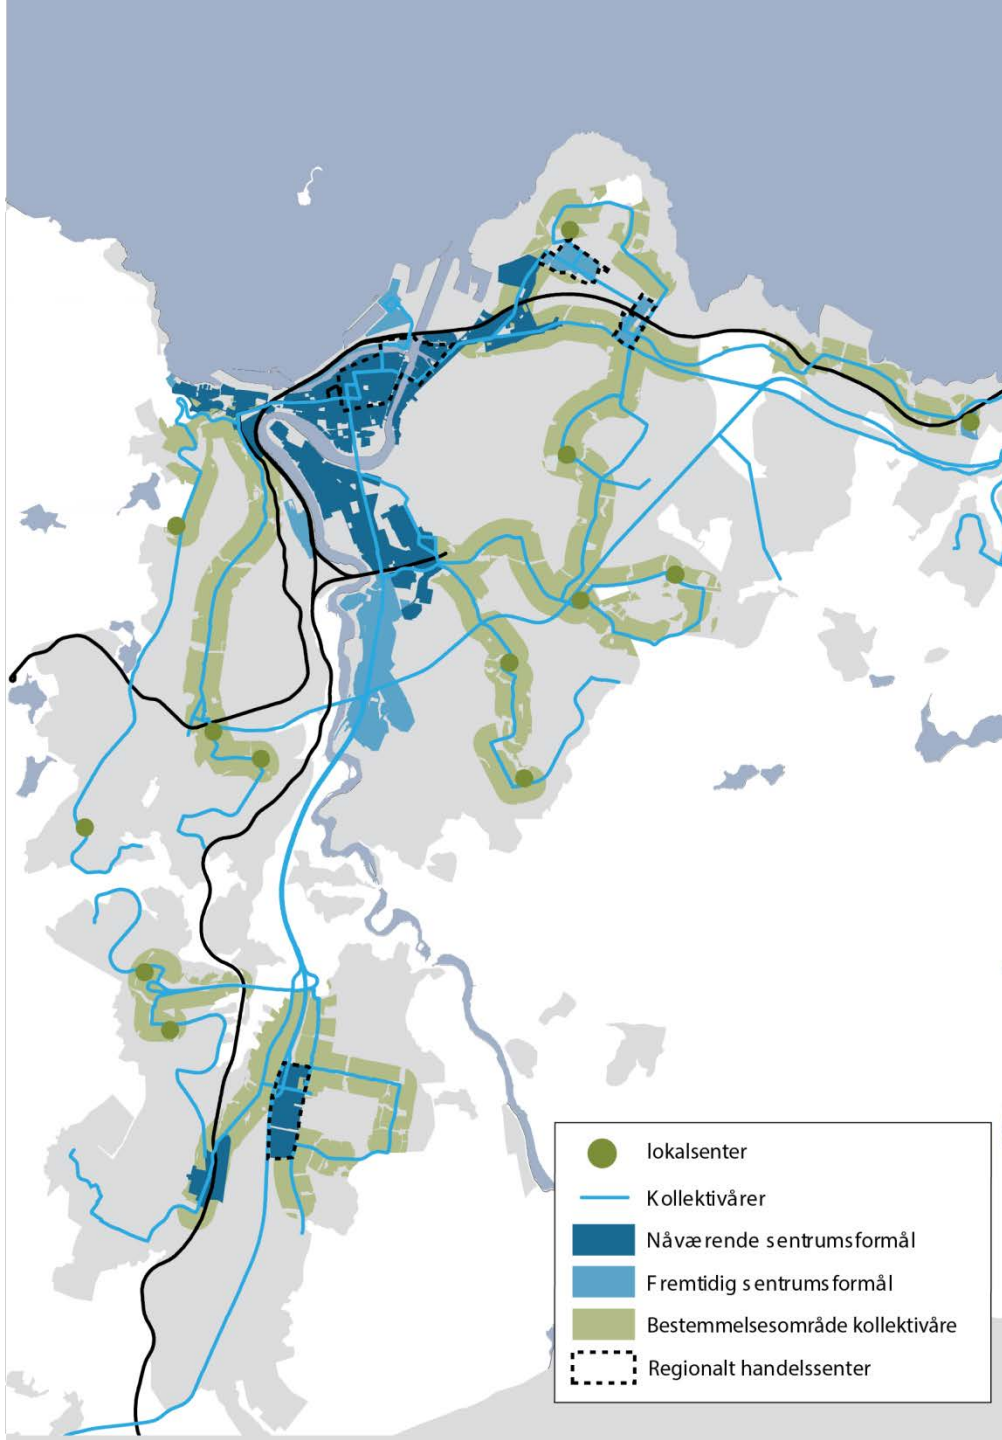 lokalsenter
Kollektivårer
Nåværende sentrumsformål
Fremtidig sentrumsformål
Bestemmelsesområde kollektivåre
Regionalt handelssenter